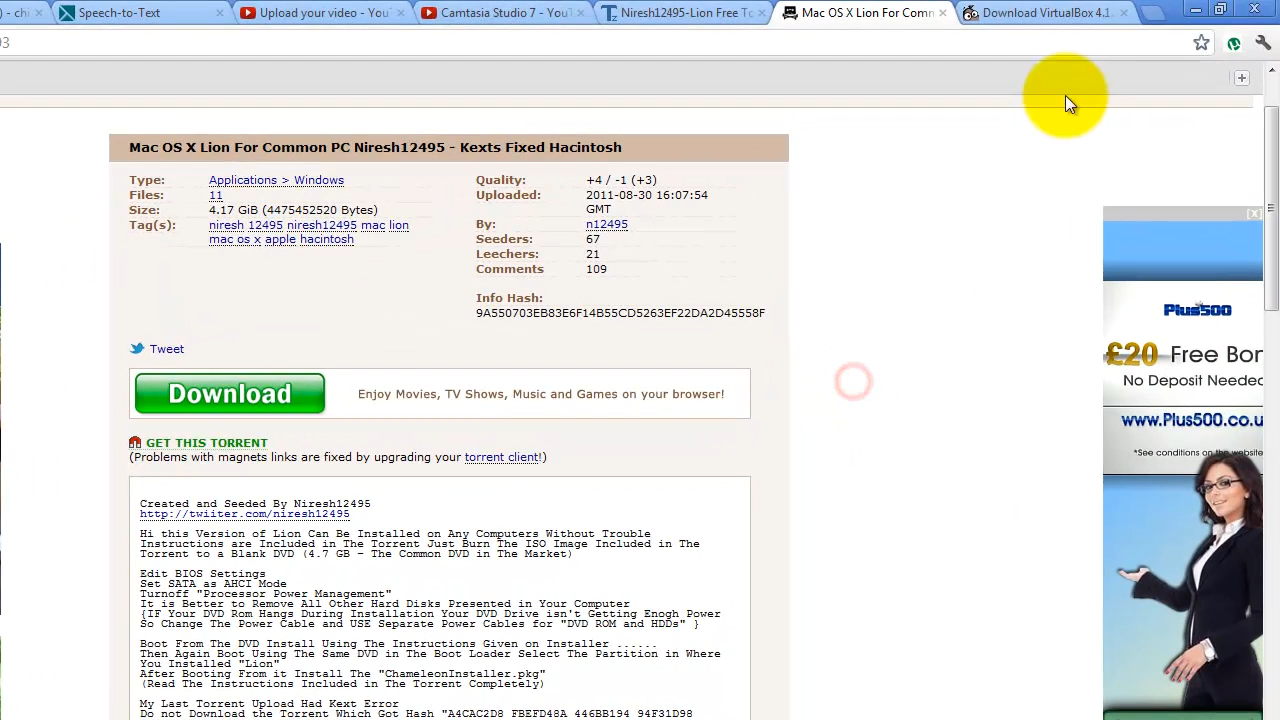 ) - chi
Speech-to-Text
Upload your video - You
Camtasia Studio 7 - YouT
Niresh12495-Lion Free To
Mac OS X Lion For Comm
Download VirtualBox 4.1
93
Mac OS X Lion For Common PC Niresh12495 - Kexts Fixed Hacintosh
Type: Applications > Windows
Files: 11
Size: 4.17 GiB (4475452520 Bytes)
Tag(s): niresh 12495 niresh12495 mac lion
mac os x apple hacintosh
Quality: +4 / -1 (+3)
Uploaded: 2011-08-30 16:07:54
GMT
By: n12495
Seeders: 67
Leechers: 21
Comments 109
Info Hash:
9A550703EB83E6F14B55CD5263EF22DA2D45558F
Tweet
Download Enjoy Movies, TV Shows, Music and Games on your browser!
GET THIS TORRENT
(Problems with magnets links are fixed by upgrading your torrent client!)
Created and Seeded By Niresh12495
http://twiiter.com/niresh12495
Hi this Version of Lion Can Be Installed on Any Computers Without Trouble
Instructions are Included in The Torrent Just Burn The ISO Image Included in The
Torrent to a Blank DVD (4.7 GB - The Common DVD in The Market)
Edit BIOS Settings
Set SATA as AHCI Mode
Turnoff "Processor Power Management"
It is Better to Remove All Other Hard Disks Presented in Your Computer
{IF Your DVD Rom Hangs During Installation Your DVD Drive isn't Getting Enogh Power
So Change The Power Cable and USE Separate Power Cables for "DVD ROM and HDDs" }
Boot From The DVD Install Using The Instructions Given on Installer ......
Then Again Boot Using The Same DVD in The Boot Loader Select The Partition in Where
You Installed "Lion"
After Booting From it Install The "ChameleonInstaller.pkg"
(Read The Instructions Included in The Torrent Completely)
My Last Torrent Upload Had Kext Error
Do not Download the Torrent Which Got Hash
[X]
Plus500
£20 Free Bon
No Deposit Needed
www.Plus500.co.u
*See conditions on the website